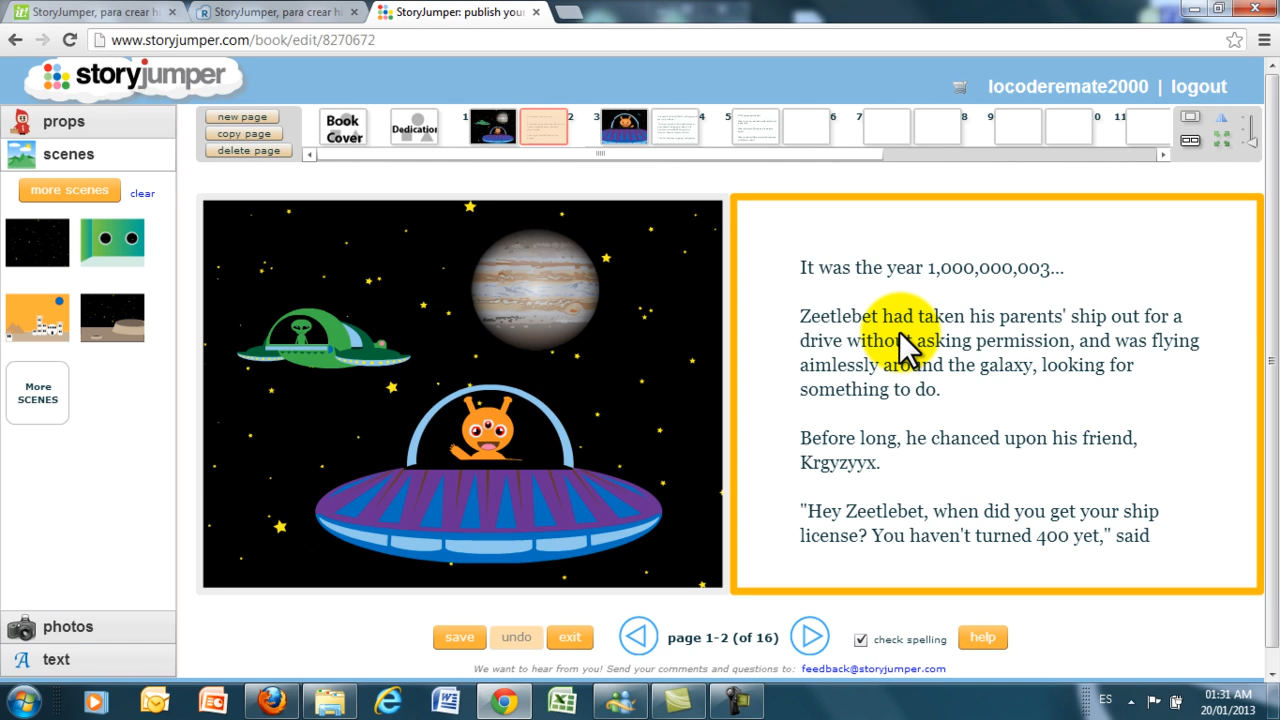 StoryJumper, para crear h
StoryJumper, para crear h
StoryJumper: publish you
www.storyjumper.com/book/edit/8270672
storyjumper
locoderemate2000 | logout
props
scenes
more scenes
clear
More
SCENES
photos
text
new page
copy page
delete page
Book
Cover
Dedication
1
2
3
4
5
6
7
8
9
0
11
It was the year 1,000,000,003...
Zeetlebet had taken his parents' ship out for a
drive without asking permission, and was flying
aimlessly around the galaxy, looking for
something to do.
Before long, he chanced upon his friend,
Krgyzyyx.
"Hey Zeetlebet, when did you get your ship
license? You haven't turned 400 yet," said
save
undo
exit
page 1-2 (of 16)
check spelling
help
We want to hear from you! Send your comments and questions to: feedback@storyjumper.com
ES
01:31 AM
20/01/2013